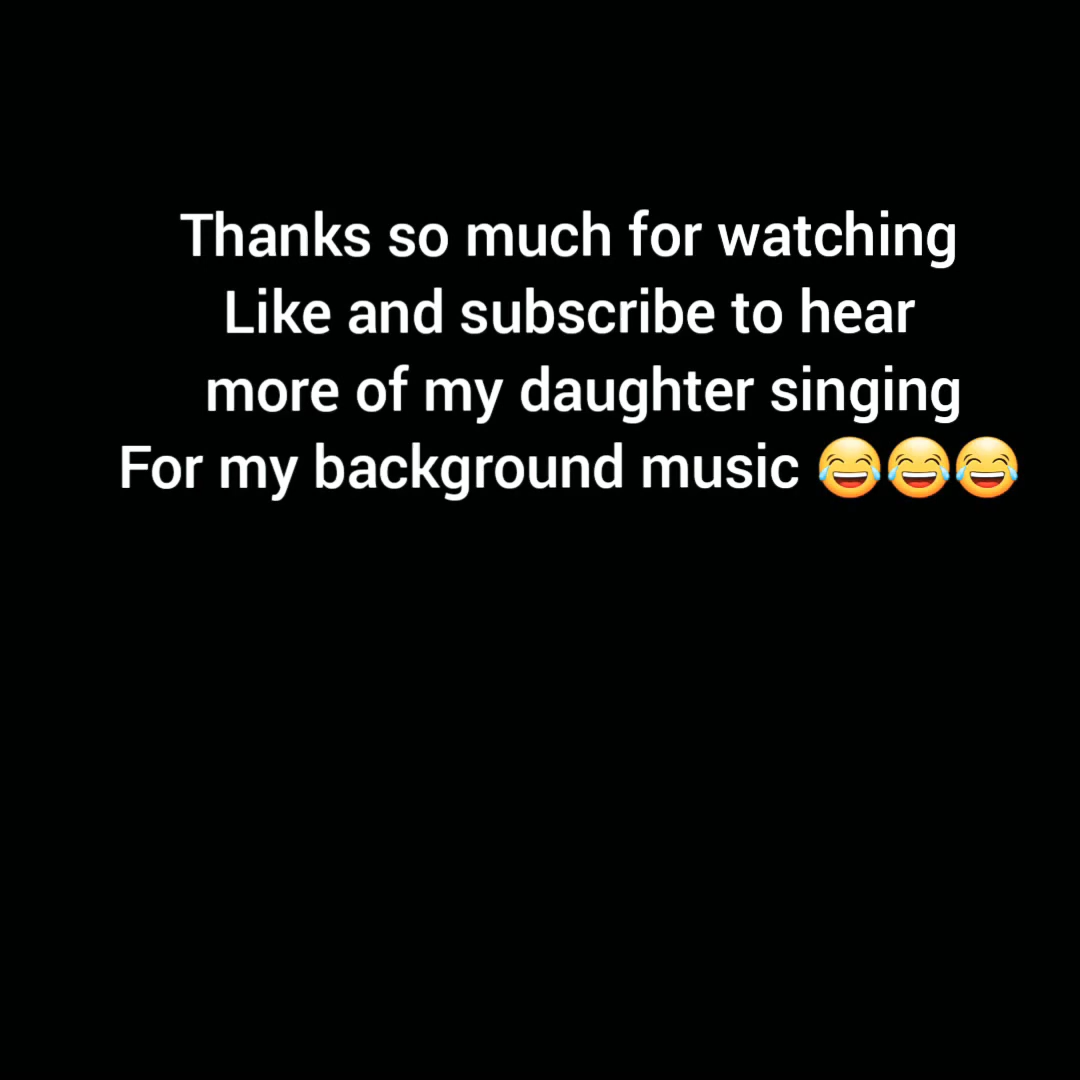 Thanks so much for watching
Like and subscribe to hear
more of my daughter singing
For my background music 😂😂😂